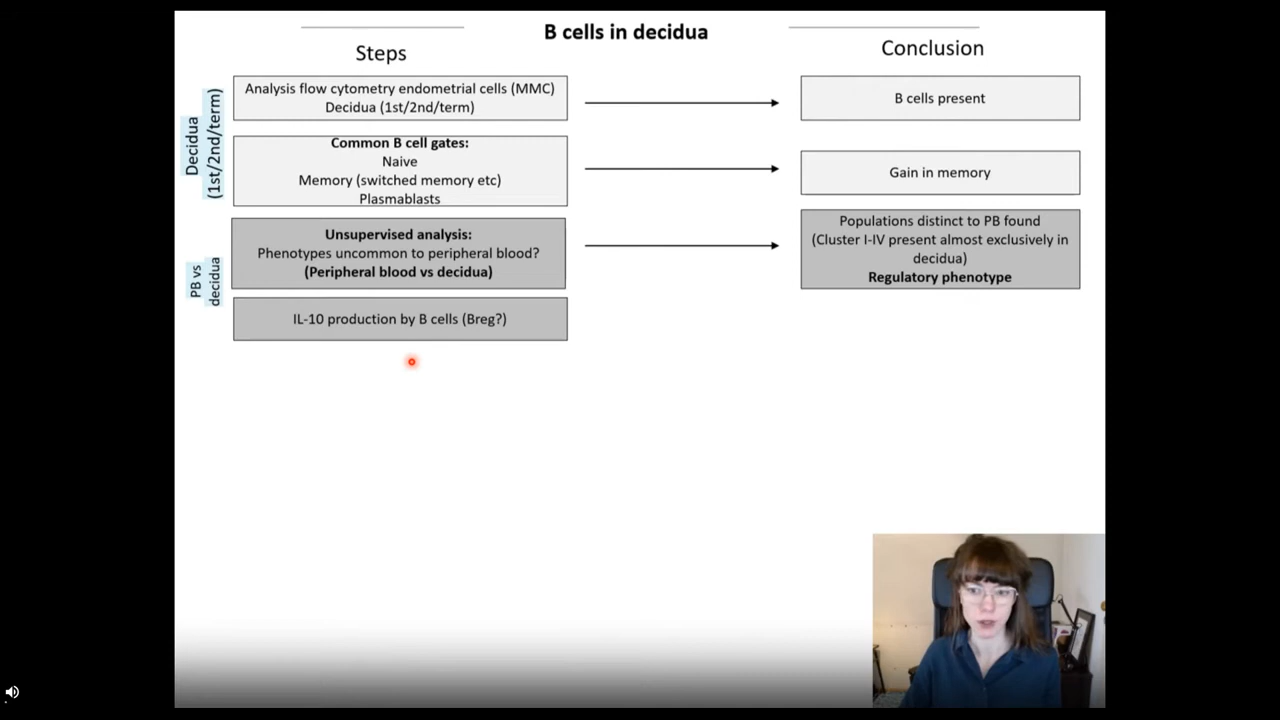 B cells in decidua
Steps
Conclusion
Decidua
(1st/2nd/term)
Analysis flow cytometry endometrial cells (MMC)
Decidua (1st/2nd/term)
B cells present
Common B cell gates:
Naive
Memory (switched memory etc)
Plasmablasts
Gain in memory
PB vs
decidua
Unsupervised analysis:
Phenotypes uncommon to peripheral blood?
(Peripheral blood vs decidua)
Populations distinct to PB found
(Cluster I-IV present almost exclusively in
decidua)
Regulatory phenotype
IL-10 production by B cells (Breg?)